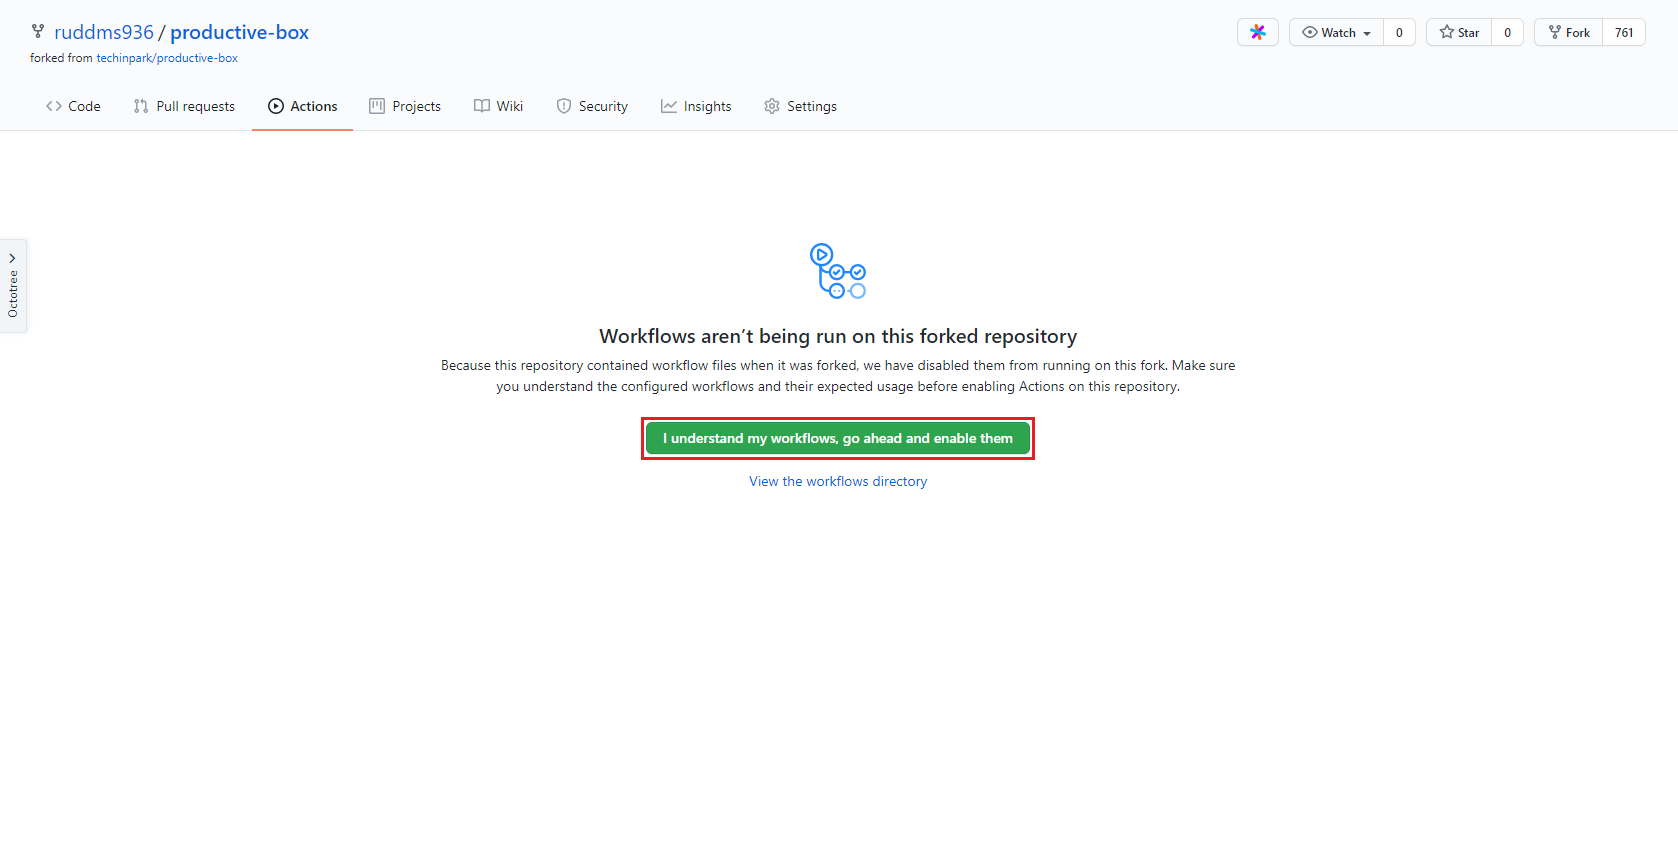 ruddms936 / productive-box
forked from techinpark/productive-box
Watch 0
Star 0
Fork 761
Code Pull requests Actions Projects Wiki Security Insights Settings
Octotree
Workflows aren’t being run on this forked repository
Because this repository contained workflow files when it was forked, we have disabled them from running on this fork. Make sure
you understand the configured workflows and their expected usage before enabling Actions on this repository.
I understand my workflows, go ahead and enable them
View the workflows directory